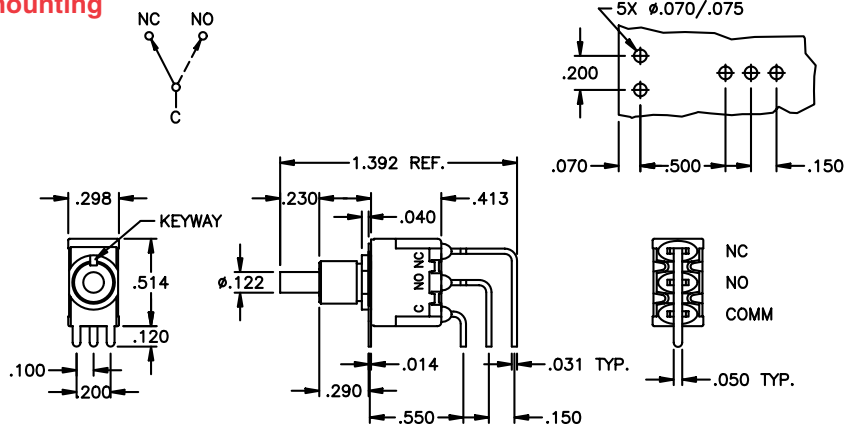 mounting
NC NO
C
5X ø.070/.075
.200
.070 .500 .150
1.392 REF.
.298
KEYWAY
.514
.120
.100
.200
.230
.413
.040
ø.122
NC
NO
C
.014
.031 TYP.
.290
.550
.150
NC
NO
COMM
.050 TYP.